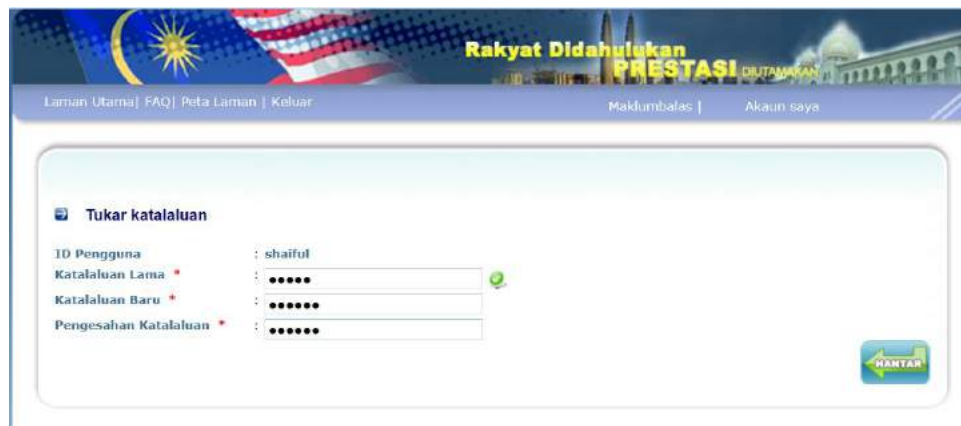 Rakyat Didahulukan
PRESTASI DIUTAMAKAN
Laman Utama| FAQ| Peta Laman | Keluar
Maklumbalas | Akaun saya
Tukar katalaluan
ID Pengguna : shaiful
Katalaluan Lama * : •••••
Katalaluan Baru * : ••••••
Pengesahan Katalaluan * : ••••••
HANTAR